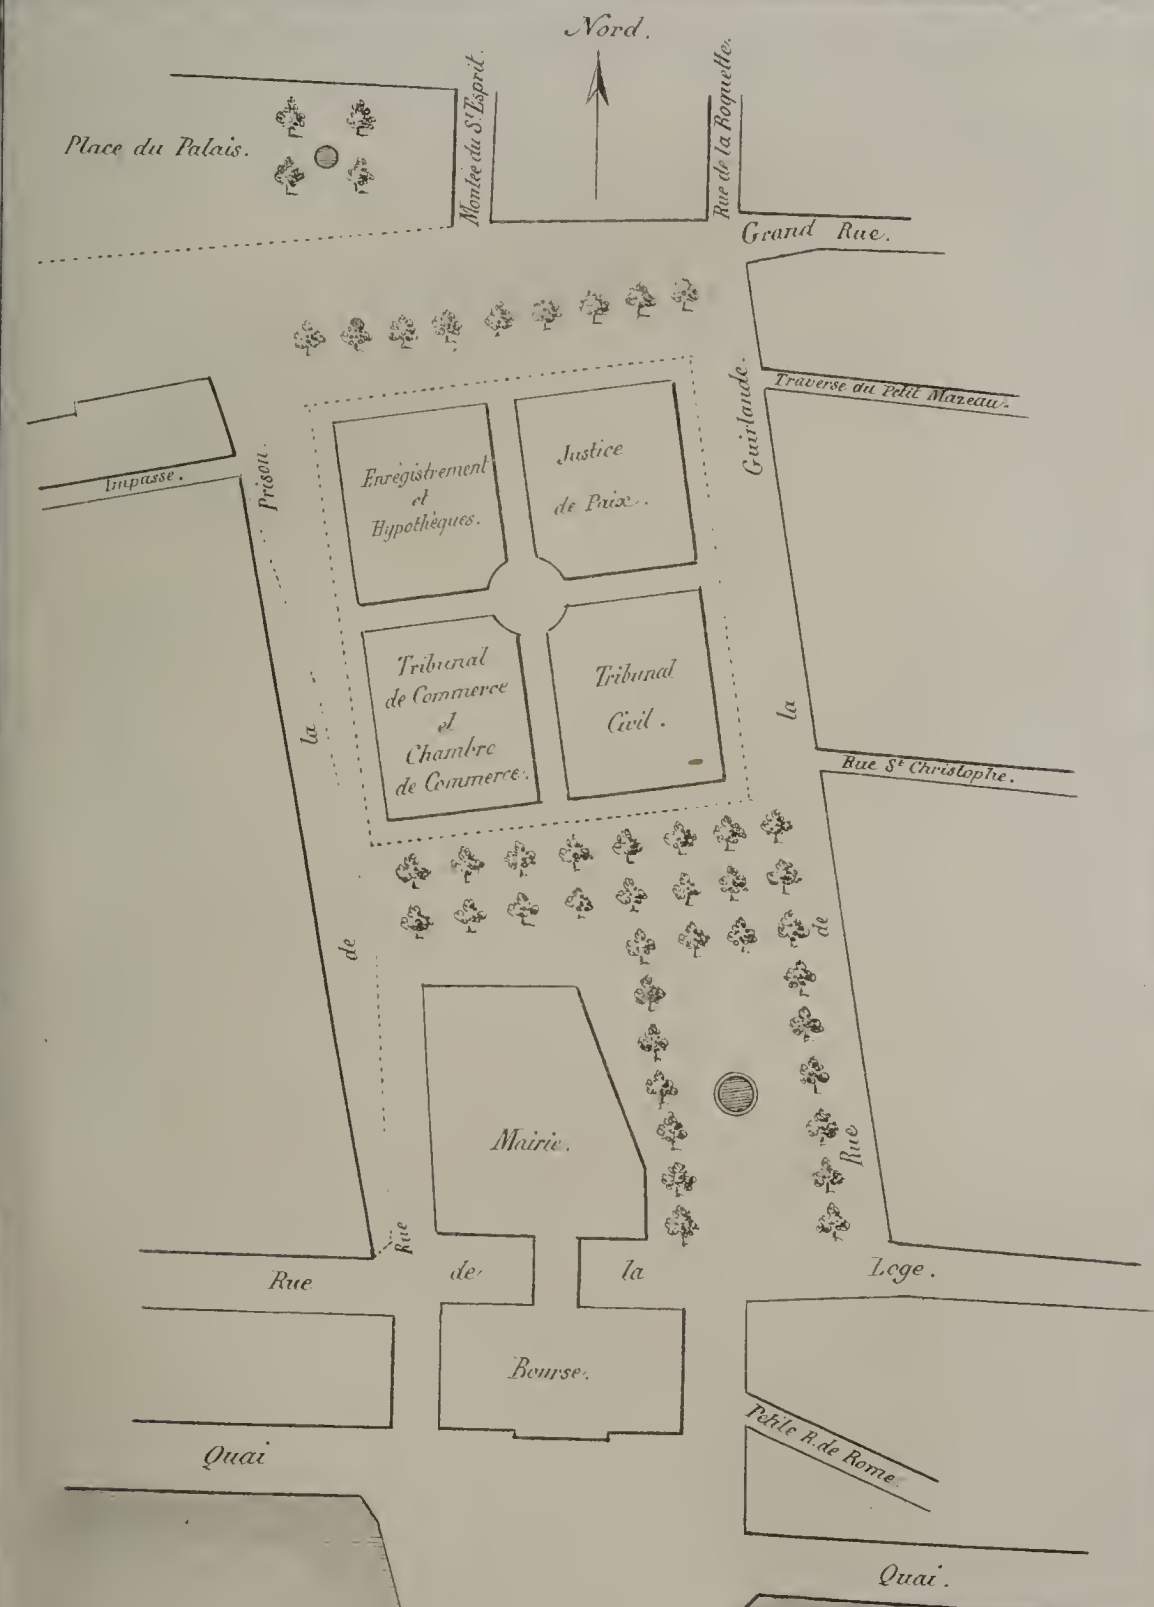 Nord.
Place du Palais.
Montée du St Esprit.
Rue de la Roquette.
Grand Rue.
Traverse du Petit Mazeau.
Impasse.
Enrégistrement
et
Hypothèques.
Justice
de Paix.
Tribunal
de Commerce
et
Chambre
de Commerce.
Tribunal
Civil.
Rue de la Prison.
Rue de la Guirlande.
Rue St Christophe.
Mairie.
Rue de la Loge.
Bourse.
Petite R. de Rome.
Quai
Quai.